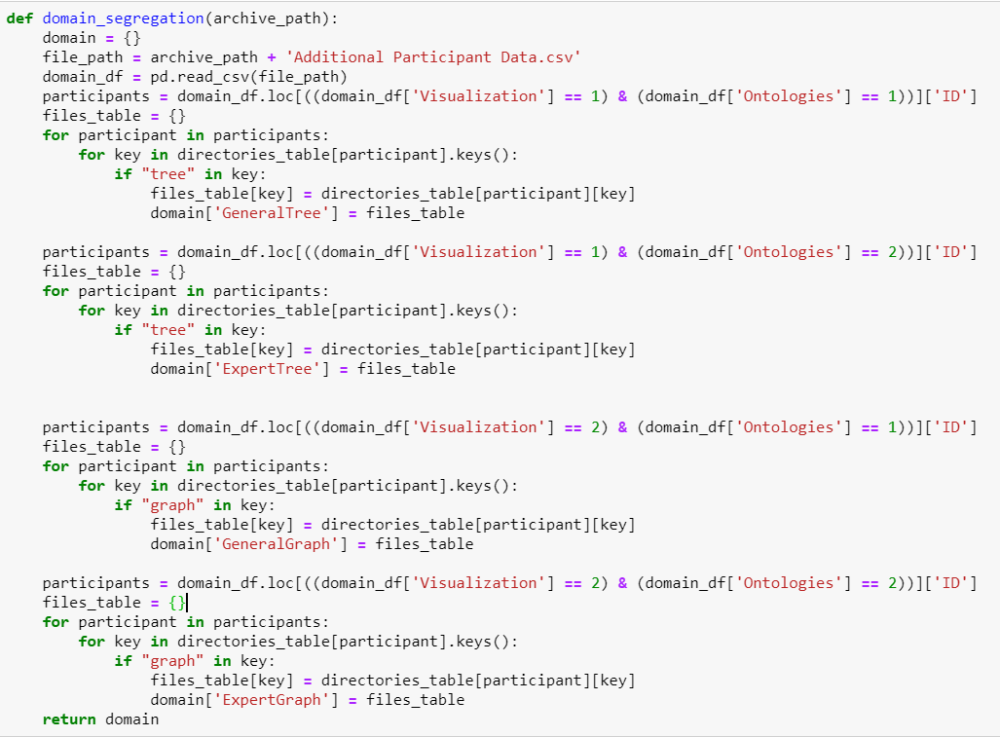 def domain_segregation(archive_path):
    domain = {}
    file_path = archive_path + 'Additional Participant Data.csv'
    domain_df = pd.read_csv(file_path)
    participants = domain_df.loc[((domain_df['Visualization'] == 1) & (domain_df['Ontologies'] == 1))]['ID']
    files_table = {}
    for participant in participants:
        for key in directories_table[participant].keys():
            if "tree" in key:
                files_table[key] = directories_table[participant][key]
                domain['GeneralTree'] = files_table

    participants = domain_df.loc[((domain_df['Visualization'] == 1) & (domain_df['Ontologies'] == 2))]['ID']
    files_table = {}
    for participant in participants:
        for key in directories_table[participant].keys():
            if "tree" in key:
                files_table[key] = directories_table[participant][key]
                domain['ExpertTree'] = files_table


    participants = domain_df.loc[((domain_df['Visualization'] == 2) & (domain_df['Ontologies'] == 1))]['ID']
    files_table = {}
    for participant in participants:
        for key in directories_table[participant].keys():
            if "graph" in key:
                files_table[key] = directories_table[participant][key]
                domain['GeneralGraph'] = files_table

    participants = domain_df.loc[((domain_df['Visualization'] == 2) & (domain_df['Ontologies'] == 2))]['ID']
    files_table = {}
    for participant in participants:
        for key in directories_table[participant].keys():
            if "graph" in key:
                files_table[key] = directories_table[participant][key]
                domain['ExpertGraph'] = files_table
    return domain